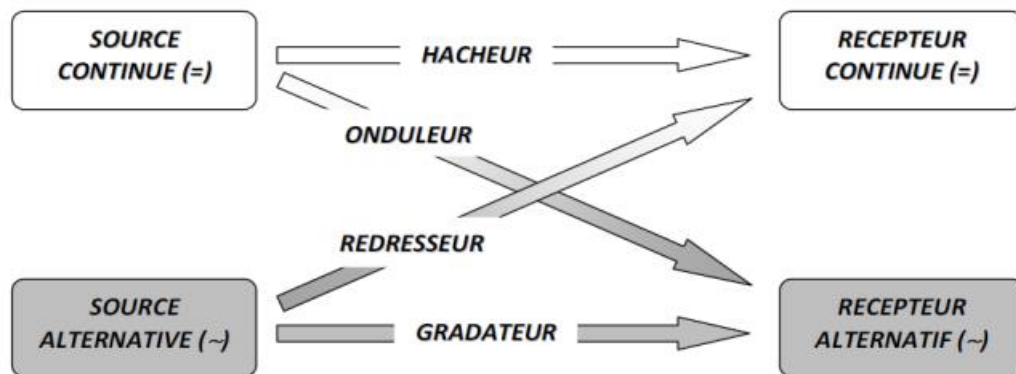 SOURCE
CONTINUE (=)
HACHEUR
RECEPTEUR
CONTINUE (=)
ONDULEUR
REDRESSEUR
SOURCE
ALTERNATIVE (~)
GRADATEUR
RECEPTEUR
ALTERNATIF (~)